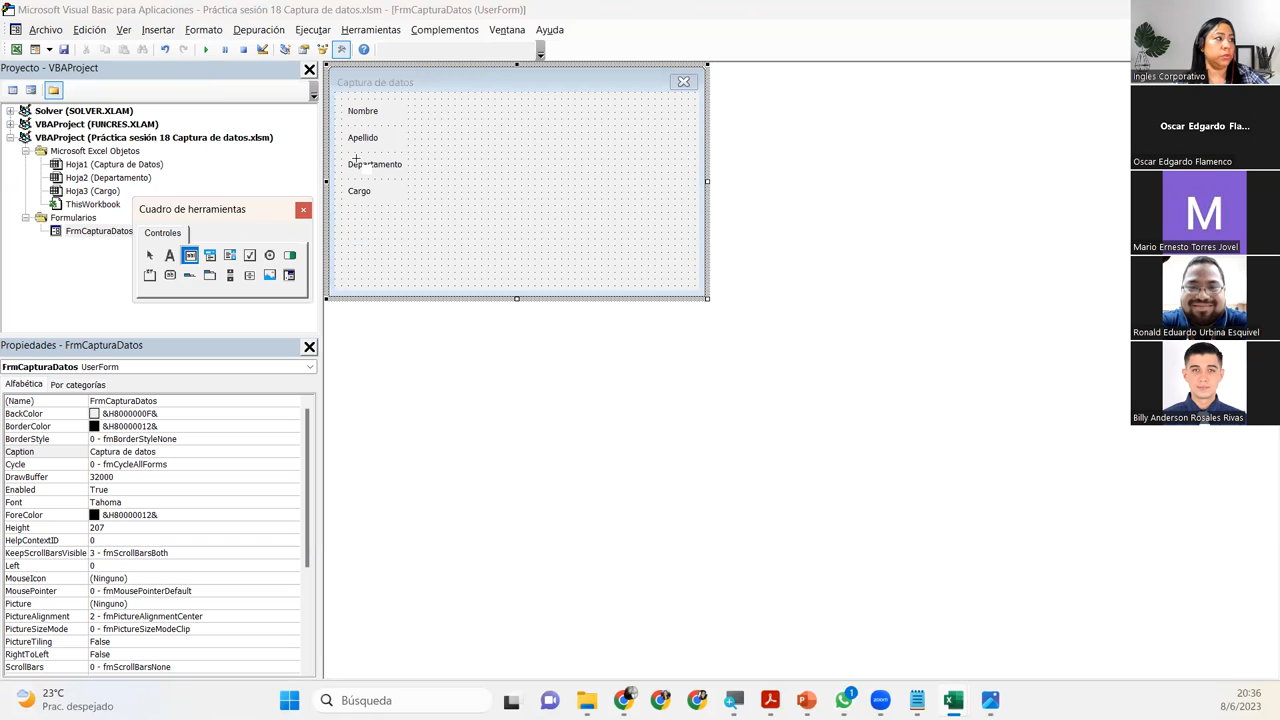 Microsoft Visual Basic para Aplicaciones - Práctica sesión 18 Captura de datos.xlsm - [FrmCapturaDatos (UserForm)]
Archivo Edición Ver Insertar Formato Depuración Ejecutar Herramientas Complementos Ventana Ayuda
Proyecto - VBAProject
Solver (SOLVER.XLAM)
VBAProject (FUNCRES.XLAM)
VBAProject (Práctica sesión 18 Captura de datos.xlsm)
Microsoft Excel Objetos
Hoja1 (Captura de Datos)
Hoja2 (Departamento)
Hoja3 (Cargo)
ThisWorkbook
Formularios
FrmCapturaDatos
Cuadro de herramientas
Controles
Captura de datos
Nombre
Apellido
Departamento
Cargo
Propiedades - FrmCapturaDatos
FrmCapturaDatos UserForm
Alfabética Por categorías
(Name) FrmCapturaDatos
BackColor &H8000000F&
BorderColor &H80000012&
BorderStyle 0 - fmBorderStyleNone
Caption Captura de datos
Cycle 0 - fmCycleAllForms
DrawBuffer 32000
Enabled True
Font Tahoma
ForeColor &H80000012&
Height 207
HelpContextID 0
KeepScrollBarsVisible 3 - fmScrollBarsBoth
Left 0
MouseIcon (Ninguno)
MousePointer 0 - fmMousePointerDefault
Picture (Ninguno)
PictureAlignment 2 - fmPictureAlignmentCenter
PictureSizeMode 0 - fmPictureSizeModeClip
PictureTiling False
RightToLeft False
ScrollBars 0 - fmScrollBarsNone
Ingles Corporativo
Oscar Edgardo Fla...
Oscar Edgardo Flamenco
M
Mario Ernesto Torres Jovel
Ronald Eduardo Urbina Esquivel
Billy Anderson Rosales Rivas
23°C
Prac. despejado
Búsqueda
1
zoom
20:36
8/6/2023